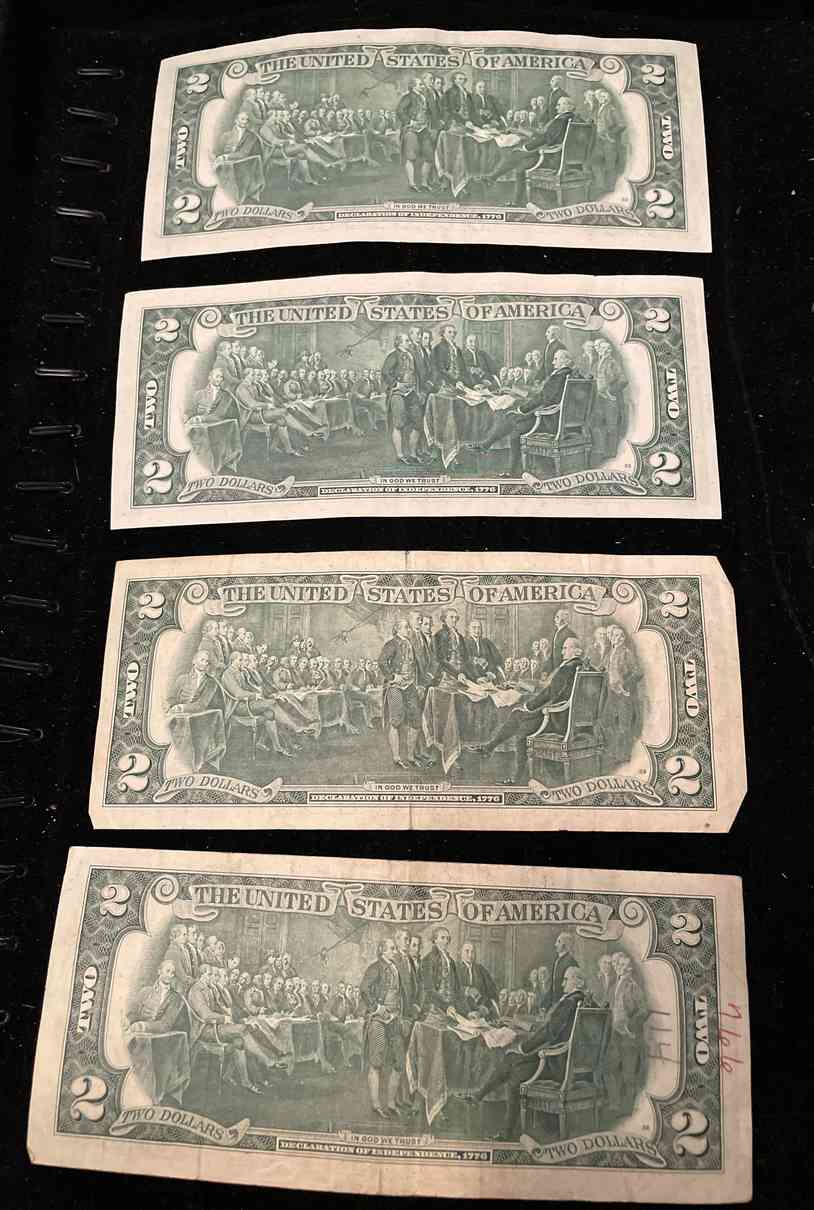 THE UNITED STATES OF AMERICA
2 2
TWO TWO
2 2
TWO DOLLARS IN GOD WE TRUST TWO DOLLARS
DECLARATION OF INDEPENDENCE, 1776
THE UNITED STATES OF AMERICA
2 2
TWO TWO
2 2
TWO DOLLARS IN GOD WE TRUST TWO DOLLARS
DECLARATION OF INDEPENDENCE, 1776
THE UNITED STATES OF AMERICA
2 2
TWO TWO
2 2
TWO DOLLARS IN GOD WE TRUST TWO DOLLARS
DECLARATION OF INDEPENDENCE, 1776
THE UNITED STATES OF AMERICA
2 2
TWO TWO
2 2
TWO DOLLARS IN GOD WE TRUST TWO DOLLARS
DECLARATION OF INDEPENDENCE, 1776